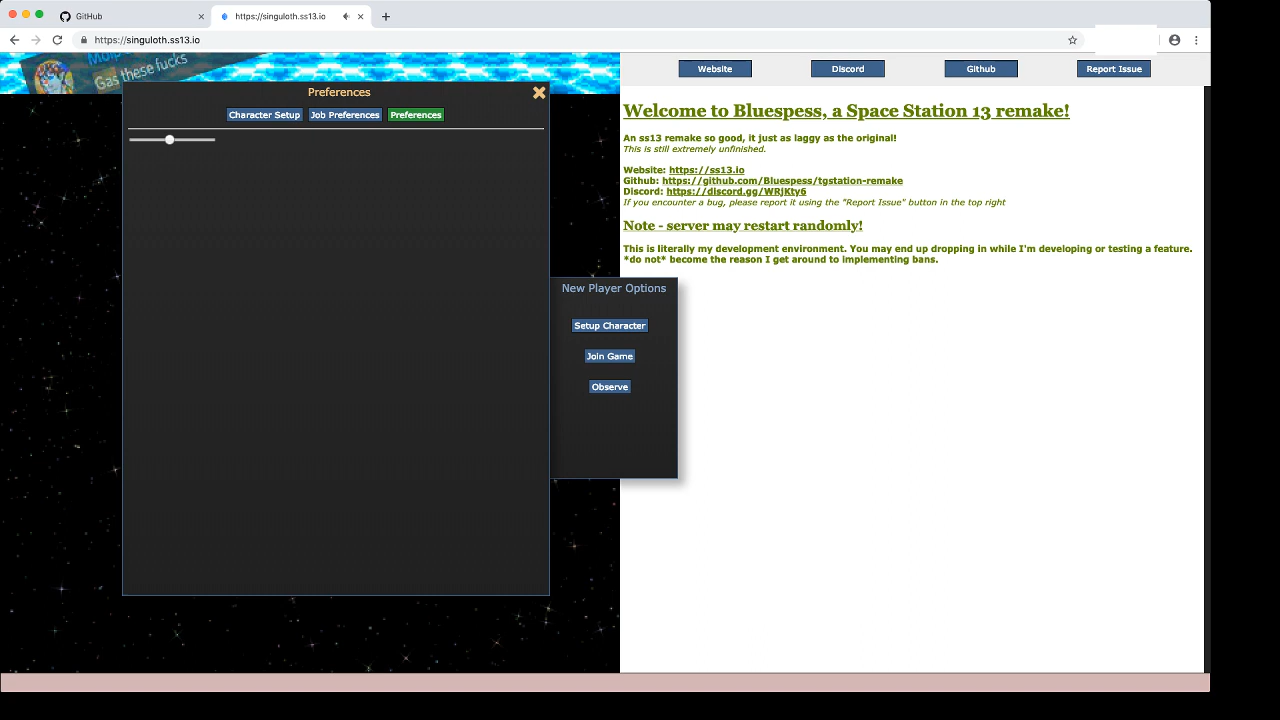 GitHub
https://singuloth.ss13.io
https://singuloth.ss13.io
Gas these fucks
Website
Discord
Github
Report Issue
Preferences
Character Setup
Job Preferences
Preferences
Welcome to Bluespess, a Space Station 13 remake!
An ss13 remake so good, it just as laggy as the original!
This is still extremely unfinished.
Website: https://ss13.io
Github: https://github.com/Bluespess/tgstation-remake
Discord: https://discord.gg/WRjKty6
If you encounter a bug, please report it using the "Report Issue" button in the top right
Note - server may restart randomly!
This is literally my development environment. You may end up dropping in while I'm developing or testing a feature.
*do not* become the reason I get around to implementing bans.
New Player Options
Setup Character
Join Game
Observe